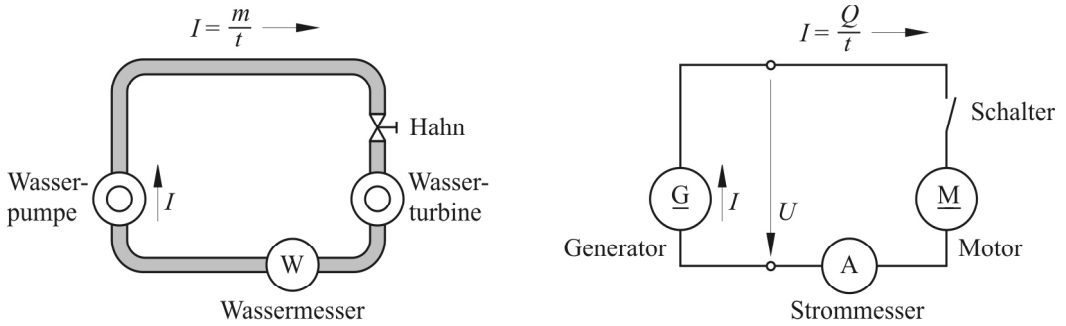 I = m/t
Hahn
Wasser-
pumpe
I
Wasser-
turbine
W
Wassermesser
I = Q/t
Schalter
G
I
U
M
Generator
Motor
A
Strommesser